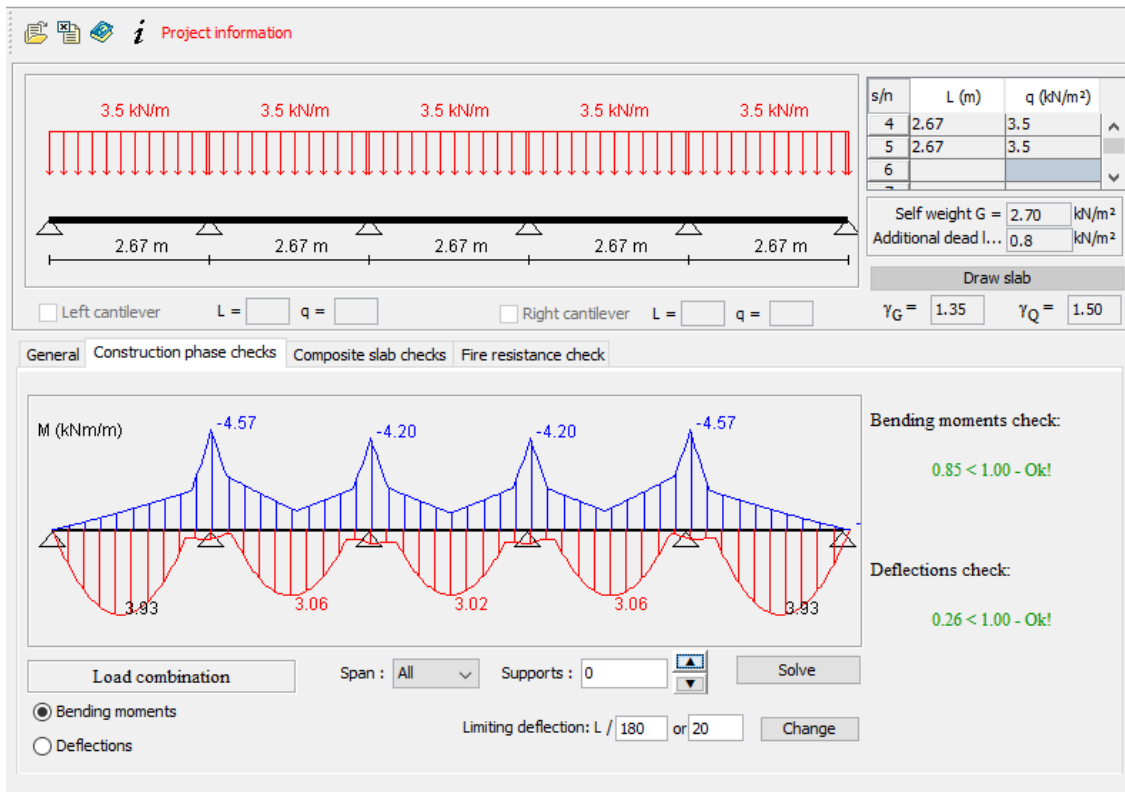 Project information
3.5 kN/m 3.5 kN/m 3.5 kN/m 3.5 kN/m 3.5 kN/m
2.67 m 2.67 m 2.67 m 2.67 m 2.67 m
Left cantilever L = q = Right cantilever L = q =
s/n L (m) q (kN/m²)
4 2.67 3.5
5 2.67 3.5
6
Self weight G = 2.70 kN/m²
Additional dead l... 0.8 kN/m²
Draw slab
γG = 1.35 γQ = 1.50
General Construction phase checks Composite slab checks Fire resistance check
M (kNm/m)
-4.57 -4.20 -4.20 -4.57
3.93 3.06 3.02 3.06 3.93
Bending moments check:
0.85 < 1.00 - Ok!
Deflections check:
0.26 < 1.00 - Ok!
Load combination Span : All Supports : 0 Solve
Bending moments
Deflections
Limiting deflection: L / 180 or 20 Change